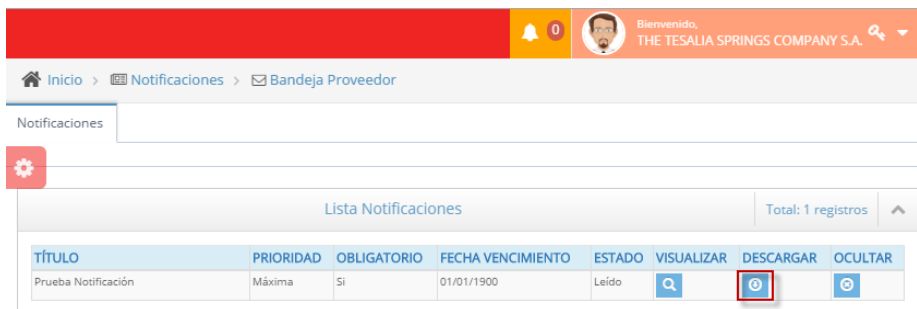 0
Bienvenido,
THE TESALIA SPRINGS COMPANY S.A.
Inicio > Notificaciones > Bandeja Proveedor
Notificaciones
Lista Notificaciones Total: 1 registros
TÍTULO PRIORIDAD OBLIGATORIO FECHA VENCIMIENTO ESTADO VISUALIZAR DESCARGAR OCULTAR
Prueba Notificación Máxima Si 01/01/1900 Leído